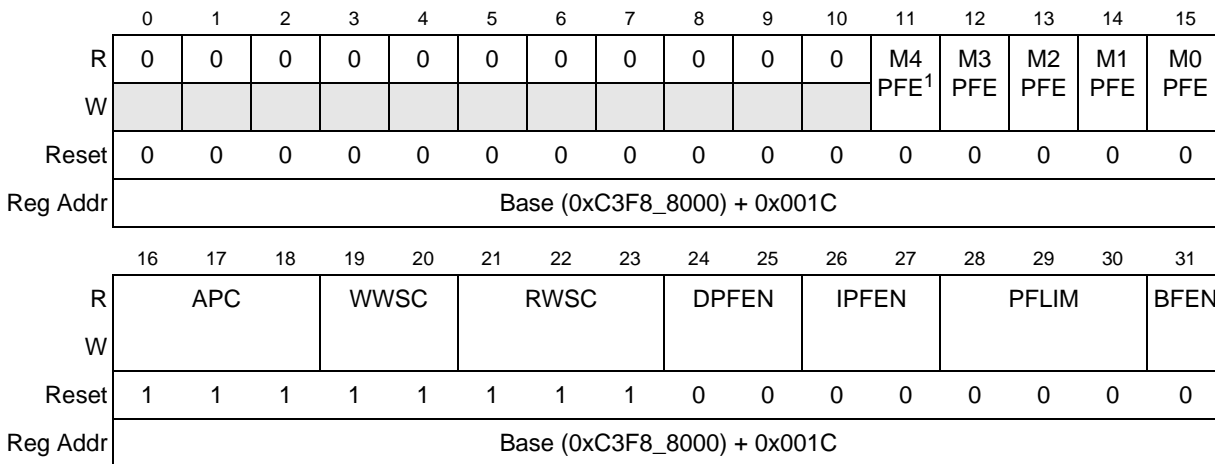 0 1 2 3 4 5 6 7 8 9 10 11 12 13 14 15
R 0 0 0 0 0 0 0 0 0 0 0 M4 PFE1 M3 PFE M2 PFE M1 PFE M0 PFE
W
Reset 0 0 0 0 0 0 0 0 0 0 0 0 0 0 0 0
Reg Addr Base (0xC3F8_8000) + 0x001C
16 17 18 19 20 21 22 23 24 25 26 27 28 29 30 31
R APC WWSC RWSC DPFEN IPFEN PFLIM BFEN
W
Reset 1 1 1 1 1 1 1 1 0 0 0 0 0 0 0 0
Reg Addr Base (0xC3F8_8000) + 0x001C